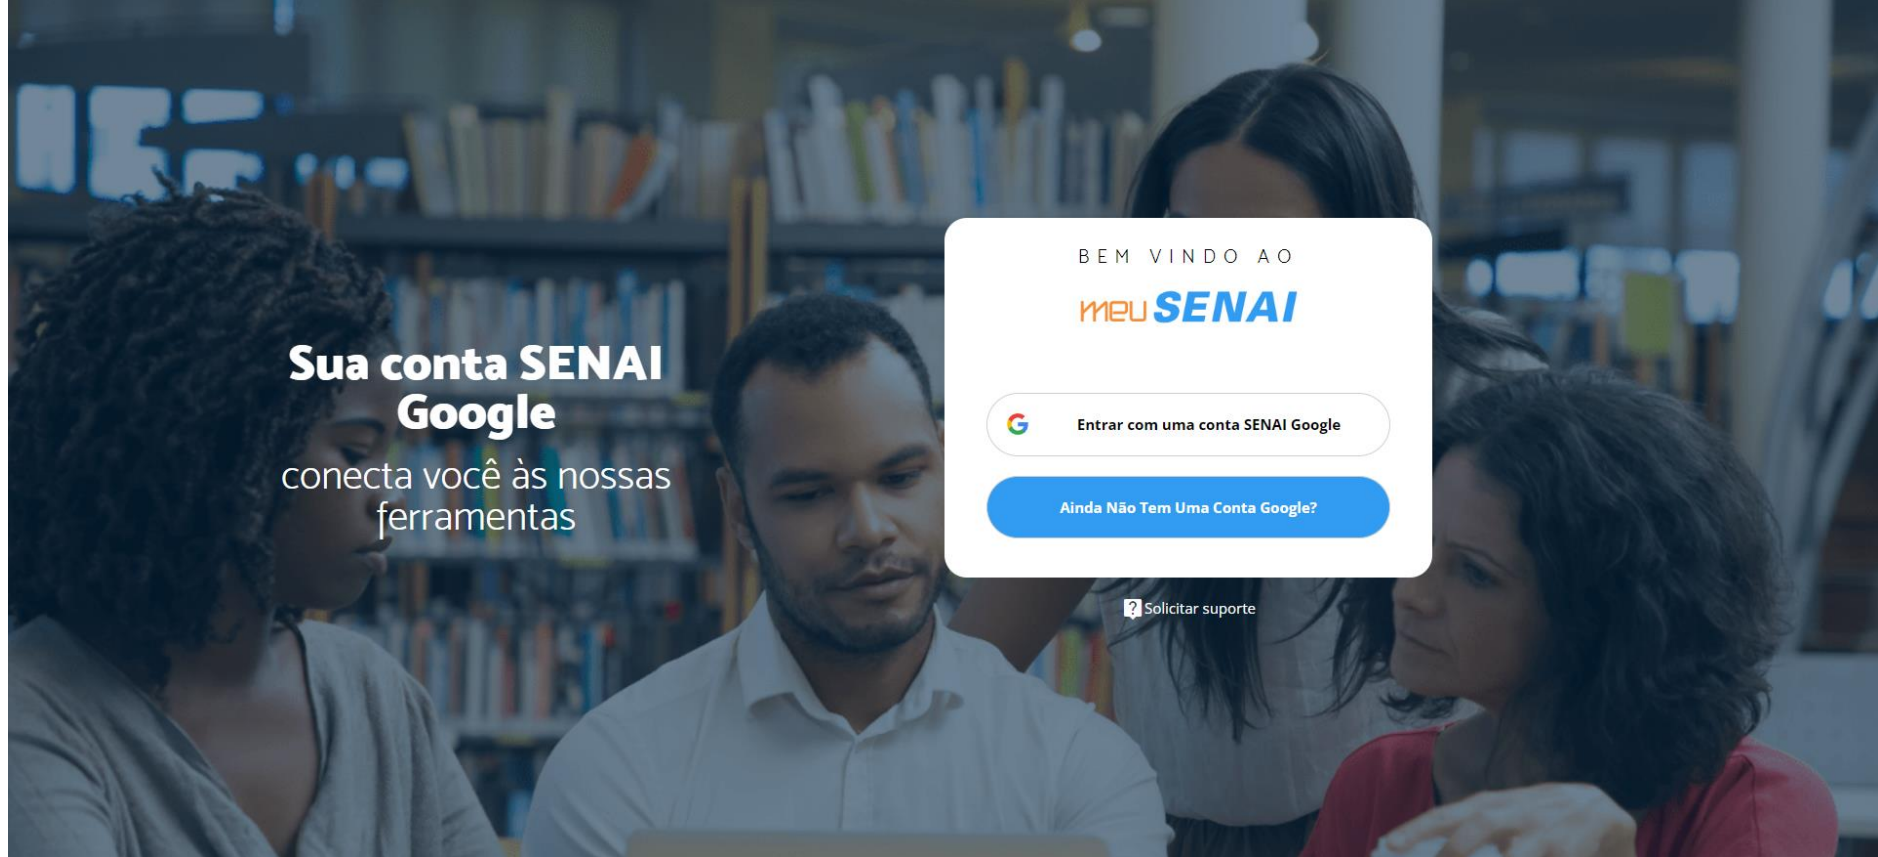 Sua conta SENAI
Google
conecta você às nossas
ferramentas
BEM VINDO AO
meu SENAI
Entrar com uma conta SENAI Google
Ainda Não Tem Uma Conta Google?
Solicitar suporte